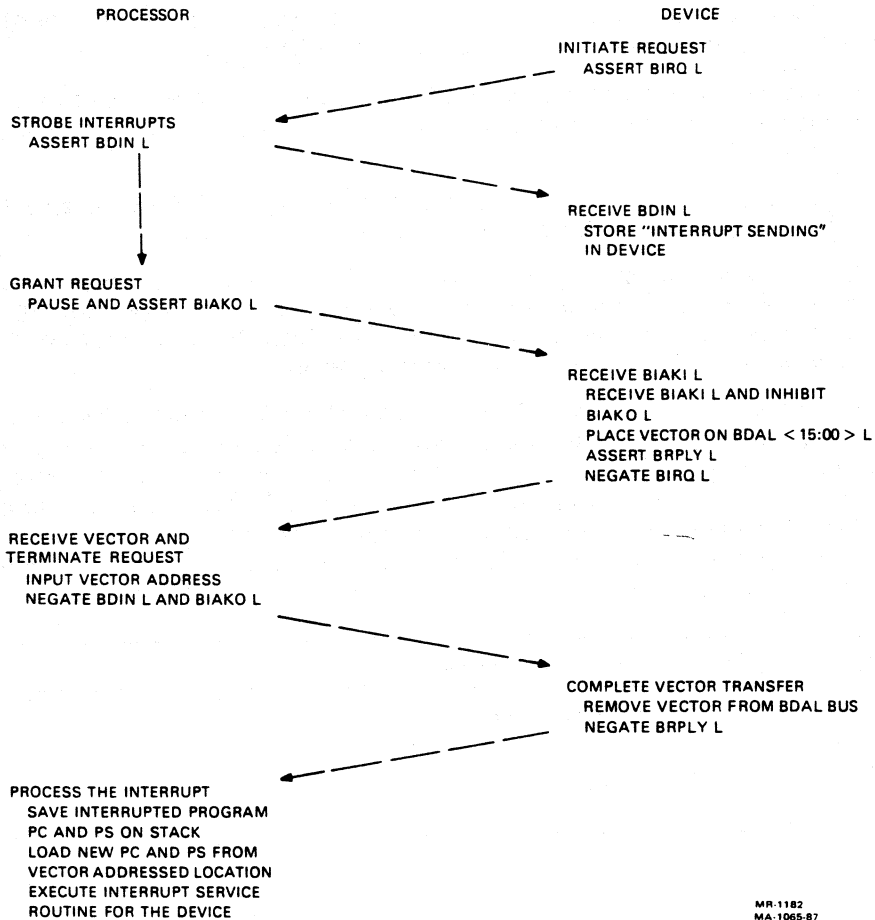 PROCESSOR
DEVICE
INITIATE REQUEST
ASSERT BIRQ L
STROBE INTERRUPTS
ASSERT BDIN L
RECEIVE BDIN L
STORE "INTERRUPT SENDING"
IN DEVICE
GRANT REQUEST
PAUSE AND ASSERT BIAKO L
RECEIVE BIAKI L
RECEIVE BIAKI L AND INHIBIT
BIAKO L
PLACE VECTOR ON BDAL < 15:00 > L
ASSERT BRPLY L
NEGATE BIRQ L
RECEIVE VECTOR AND
TERMINATE REQUEST
INPUT VECTOR ADDRESS
NEGATE BDIN L AND BIAKO L
COMPLETE VECTOR TRANSFER
REMOVE VECTOR FROM BDAL BUS
NEGATE BRPLY L
PROCESS THE INTERRUPT
SAVE INTERRUPTED PROGRAM
PC AND PS ON STACK
LOAD NEW PC AND PS FROM
VECTOR ADDRESSED LOCATION
EXECUTE INTERRUPT SERVICE
ROUTINE FOR THE DEVICE
MR-1182
MA-1065-87